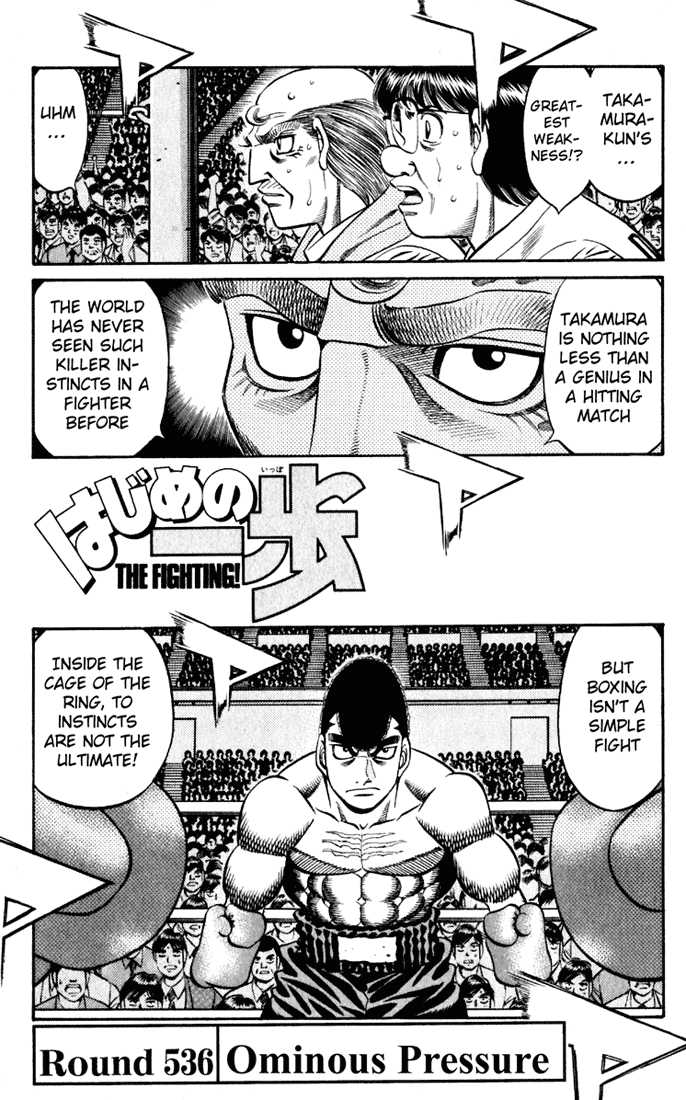 TAKA-
MURA-
KUN'S
...
GREAT-
EST
WEAK-
NESS!?
UHM
...
TAKAMURA
IS NOTHING
LESS THAN
A GENIUS IN
A HITTING
MATCH
THE WORLD
HAS NEVER
SEEN SUCH
KILLER IN-
STINCTS IN A
FIGHTER
BEFORE
はじめの一歩
いっぽ
THE FIGHTING!
BUT
BOXING
ISN'T A
SIMPLE
FIGHT
INSIDE THE
CAGE OF THE
RING, TO
INSTINCTS
ARE NOT THE
ULTIMATE!
Round 536 Ominous Pressure